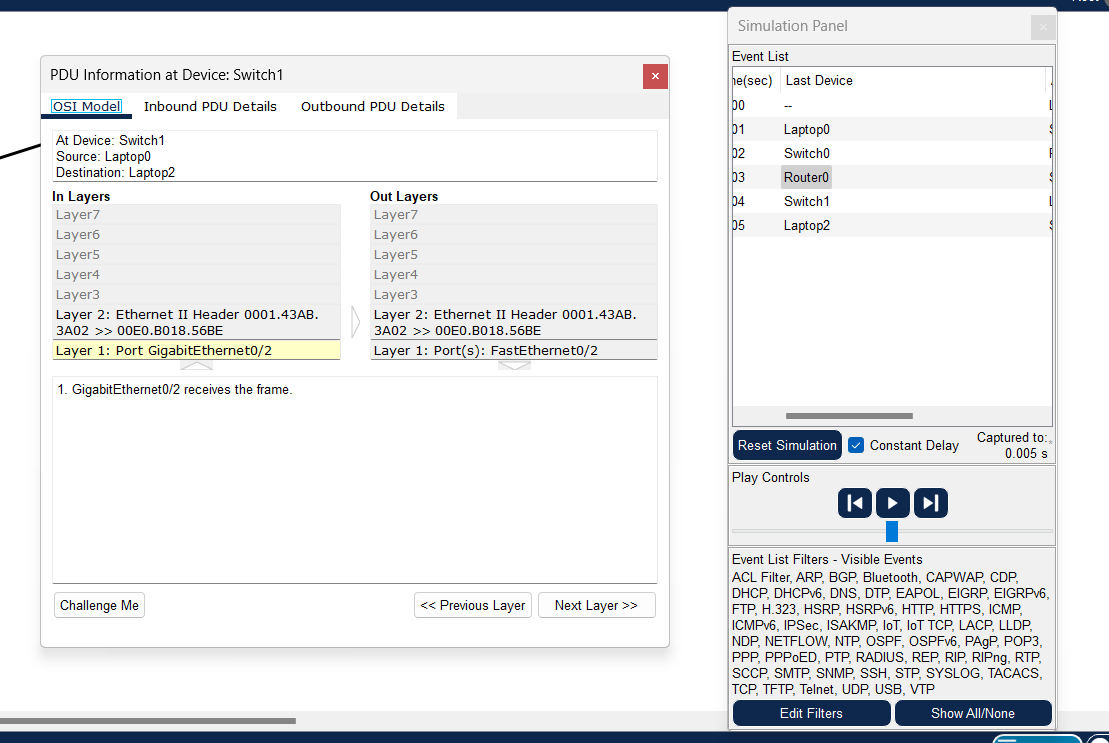 Simulation Panel
PDU Information at Device: Switch1
OSI Model Inbound PDU Details Outbound PDU Details
At Device: Switch1
Source: Laptop0
Destination: Laptop2
In Layers
Layer7
Layer6
Layer5
Layer4
Layer3
Layer 2: Ethernet II Header 0001.43AB.
3A02 >> 00E0.B018.56BE
Layer 1: Port GigabitEthernet0/2
Out Layers
Layer7
Layer6
Layer5
Layer4
Layer3
Layer 2: Ethernet II Header 0001.43AB.
3A02 >> 00E0.B018.56BE
Layer 1: Port(s): FastEthernet0/2
1. GigabitEthernet0/2 receives the frame.
Challenge Me
<< Previous Layer
Next Layer >>
Event List
Last Device
--
01 Laptop0
02 Switch0
03 Router0
04 Switch1
05 Laptop2
Reset Simulation
Constant Delay
Captured to:
0.005 s
Play Controls
Event List Filters - Visible Events
ACL Filter, ARP, BGP, Bluetooth, CAPWAP, CDP,
DHCP, DHCPv6, DNS, DTP, EAPOL, EIGRP, EIGRPv6,
FTP, H.323, HSRP, HSRPv6, HTTP, HTTPS, ICMP,
ICMPv6, IPSec, ISAKMP, IoT, IoT TCP, LACP, LLDP,
NDP, NETFLOW, NTP, OSPF, OSPFv6, PAgP, POP3,
PPP, PPPoED, PTP, RADIUS, REP, RIP, RIPng, RTP,
SCCP, SMTP, SNMP, SSH, STP, SYSLOG, TACACS,
TCP, TFTP, Telnet, UDP, USB, VTP
Edit Filters
Show All/None